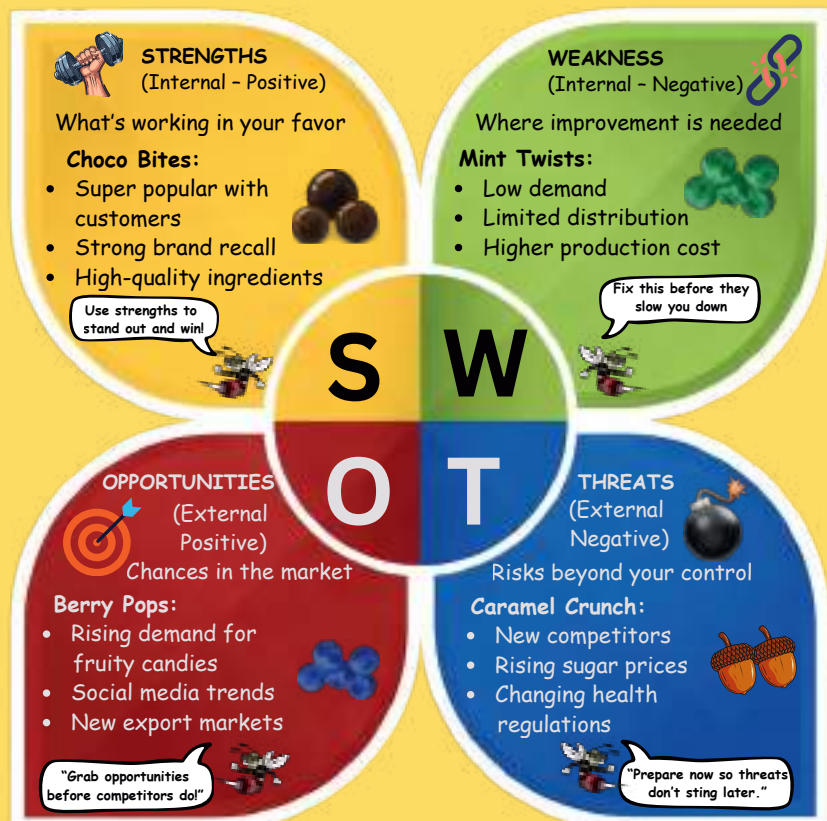 STRENGTHS
(Internal – Positive)
What's working in your favor
Choco Bites:
• Super popular with
customers
• Strong brand recall
• High-quality ingredients
Use strengths to
stand out and win!
WEAKNESS
(Internal – Negative)
Where improvement is needed
Mint Twists:
• Low demand
• Limited distribution
• Higher production cost
Fix this before they
slow you down
S W
O T
OPPORTUNITIES
(External
Positive)
Chances in the market
Berry Pops:
• Rising demand for
fruity candies
• Social media trends
• New export markets
"Grab opportunities
before competitors do!"
THREATS
(External
Negative)
Risks beyond your control
Caramel Crunch:
• New competitors
• Rising sugar prices
• Changing health
regulations
"Prepare now so threats
don't sting later."